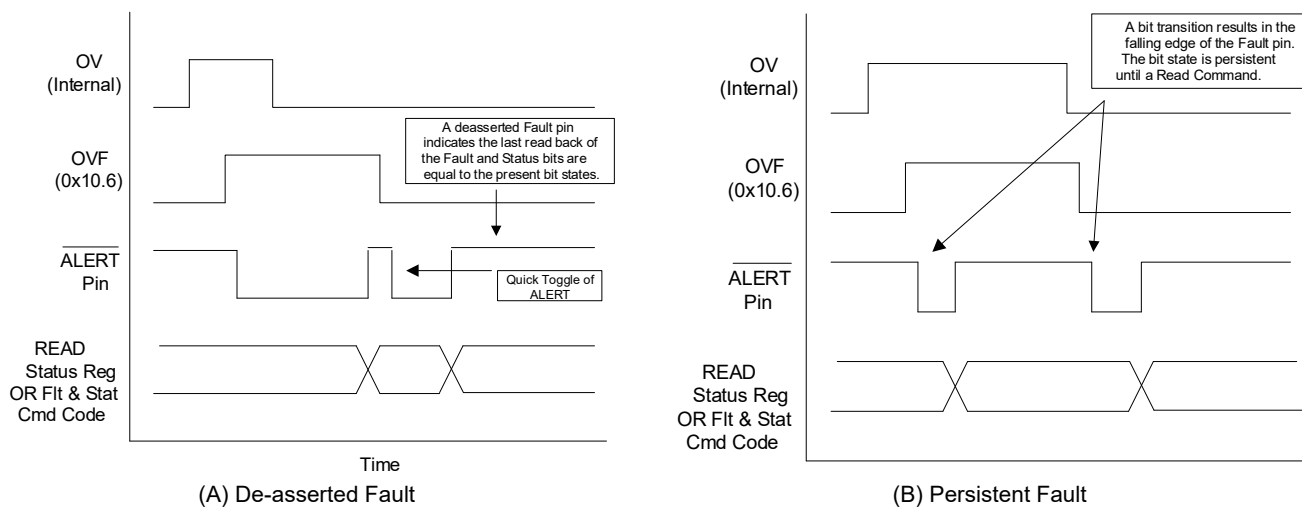 OV
(Internal)
A deasserted Fault pin
indicates the last read back of
the Fault and Status bits are
equal to the present bit states.
OVF
(0x10.6)
ALERT
Pin
Quick Toggle of
ALERT
READ
Status Reg
OR Flt & Stat
Cmd Code
Time
(A) De-asserted Fault
A bit transition results in the
falling edge of the Fault pin.
The bit state is persistent
until a Read Command.
OV
(Internal)
OVF
(0x10.6)
ALERT
Pin
READ
Status Reg
OR Flt & Stat
Cmd Code
(B) Persistent Fault